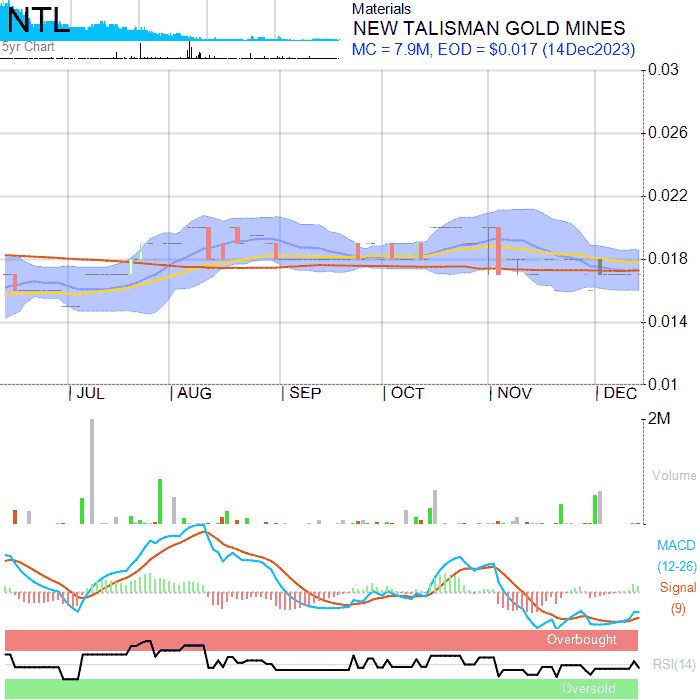 NTL
5yr Chart
Materials
NEW TALISMAN GOLD MINES
MC = 7.9M, EOD = $0.017 (14Dec2023)
0.03
0.026
0.022
0.018
0.014
0.01
JUL AUG SEP OCT NOV DEC
2M
Volume
MACD
(12-26)
Signal
(9)
Overbought
RSI(14)
Oversold